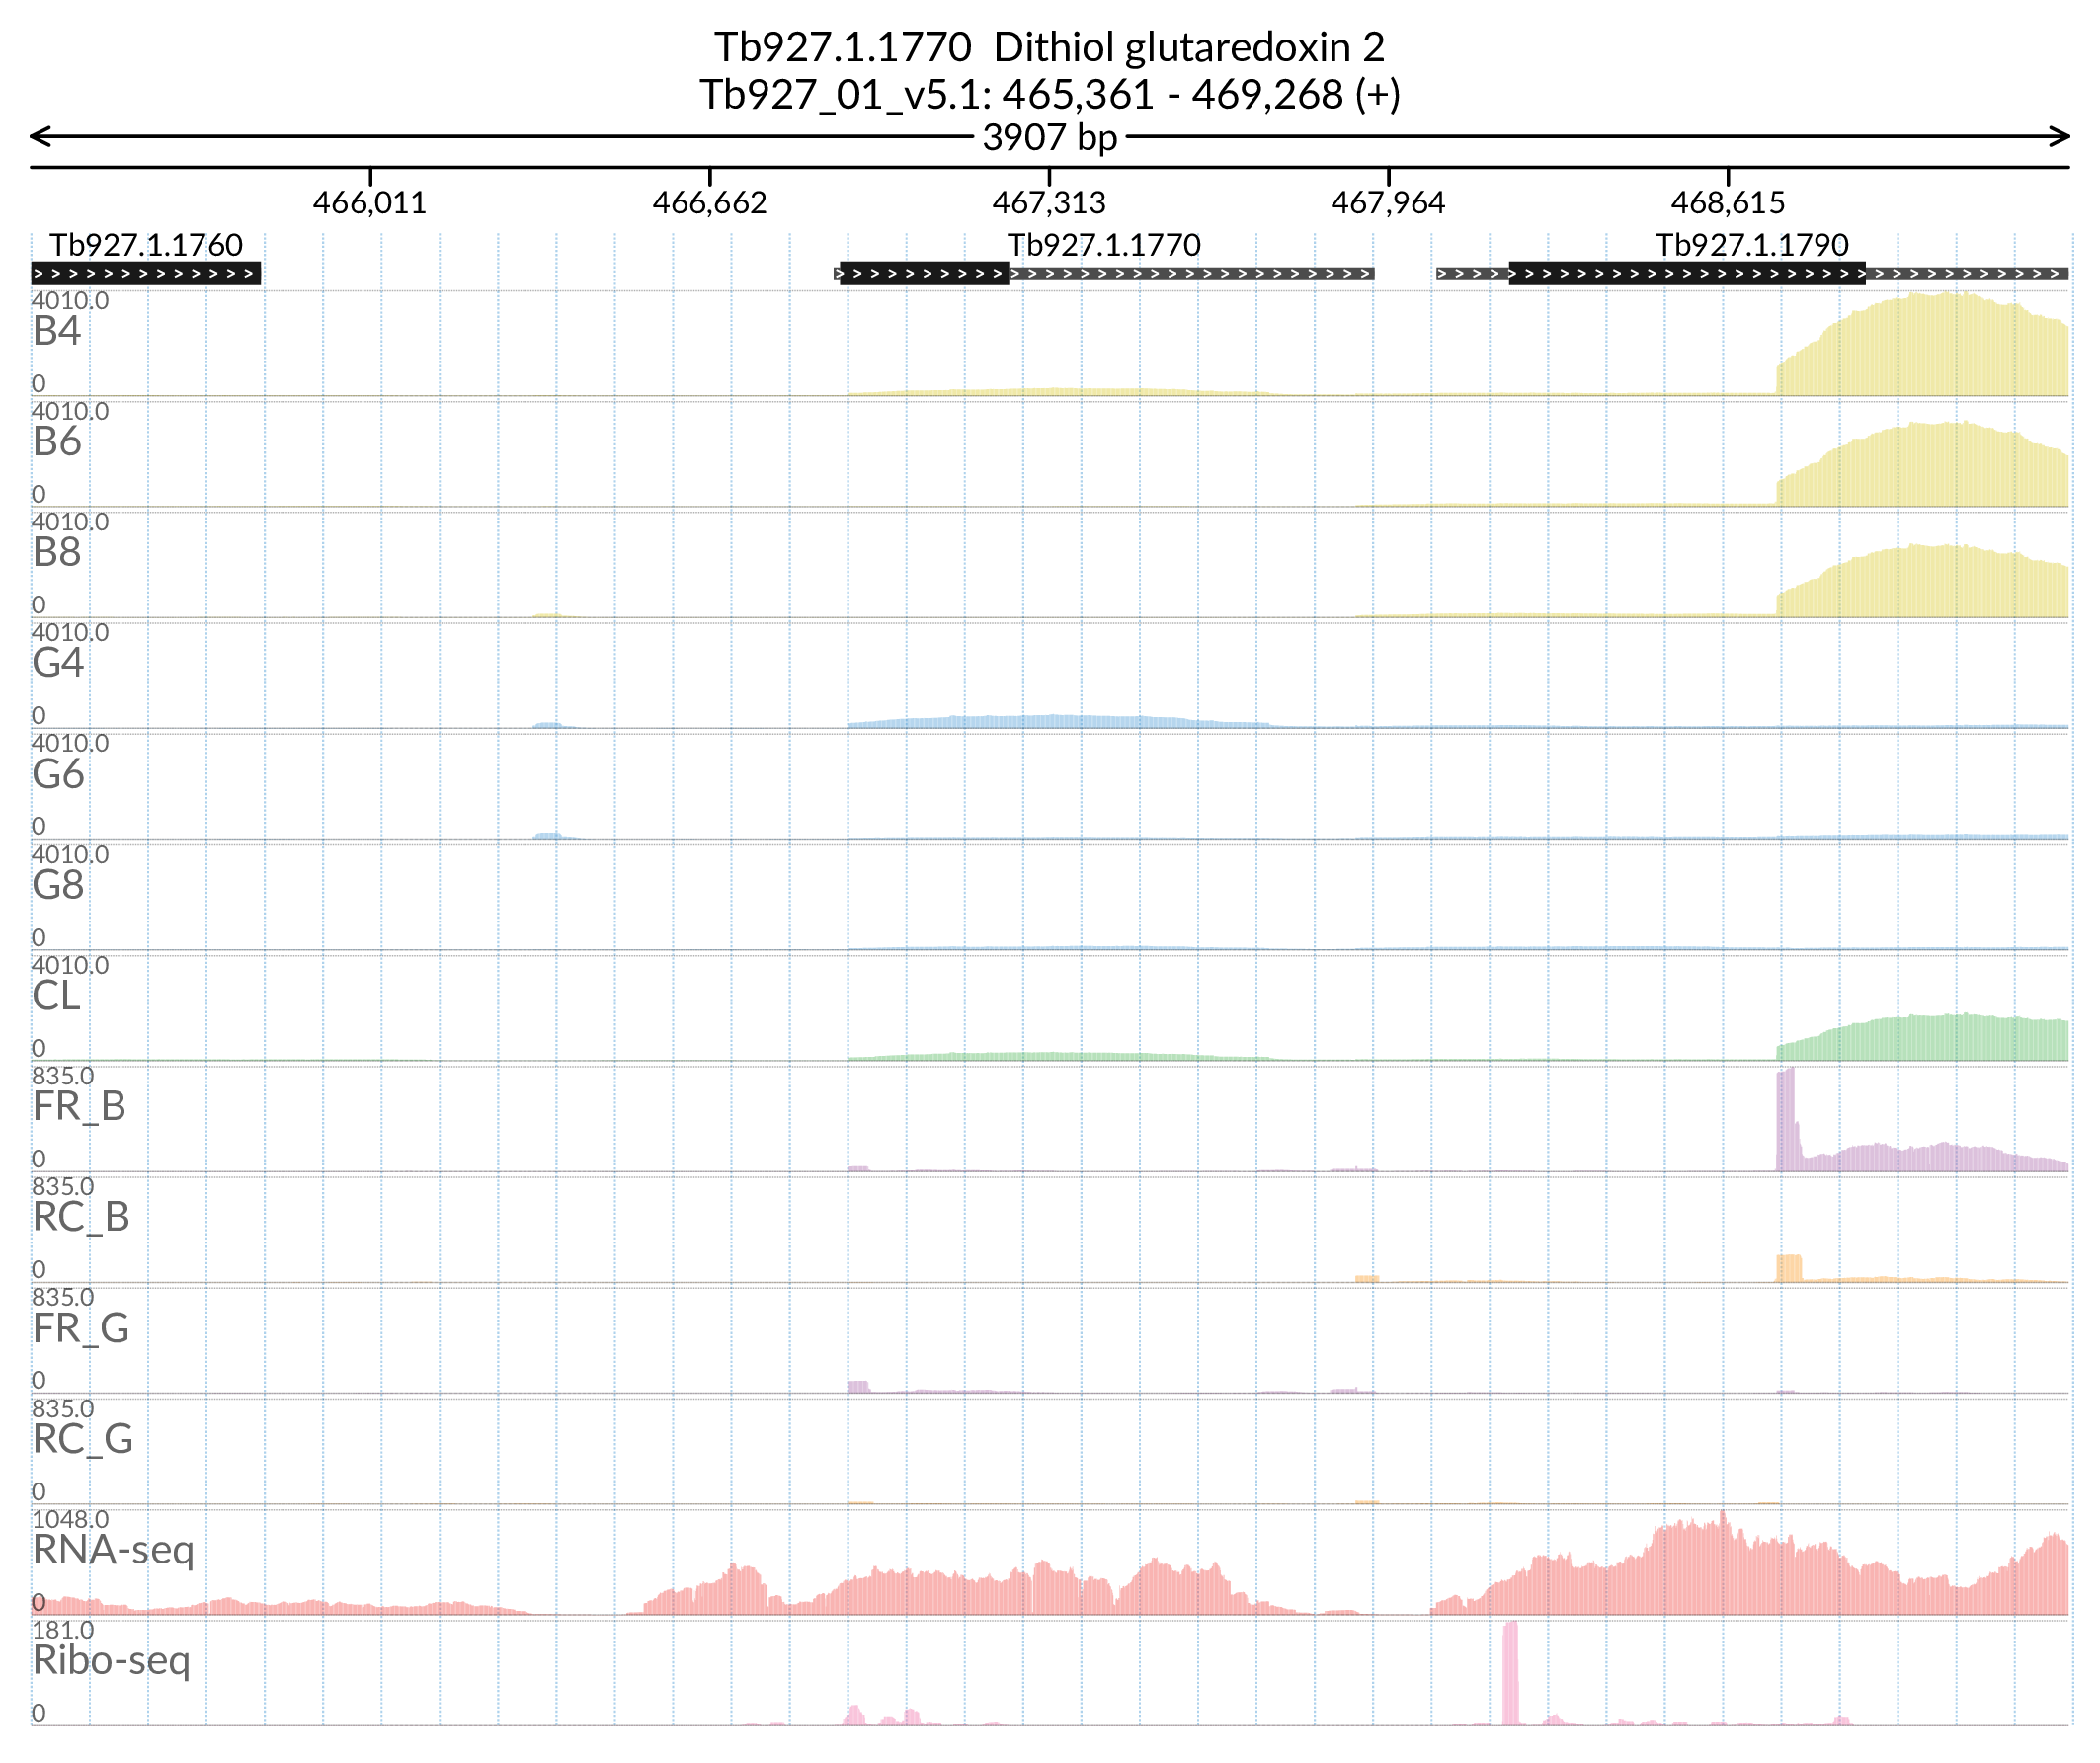 Tb927.1.1770 Dithiol glutaredoxin 2
Tb927_01_v5.1: 465,361 - 469,268 (+)
3907 bp
466,011 466,662 467,313 467,964 468,615
Tb927.1.1760 Tb927.1.1770 Tb927.1.1790
4010.0
B4
0
4010.0
B6
0
4010.0
B8
0
4010.0
G4
0
4010.0
G6
0
4010.0
G8
0
4010.0
CL
0
835.0
FR_B
0
835.0
RC_B
0
835.0
FR_G
0
835.0
RC_G
0
1048.0
RNA-seq
0
181.0
Ribo-seq
0